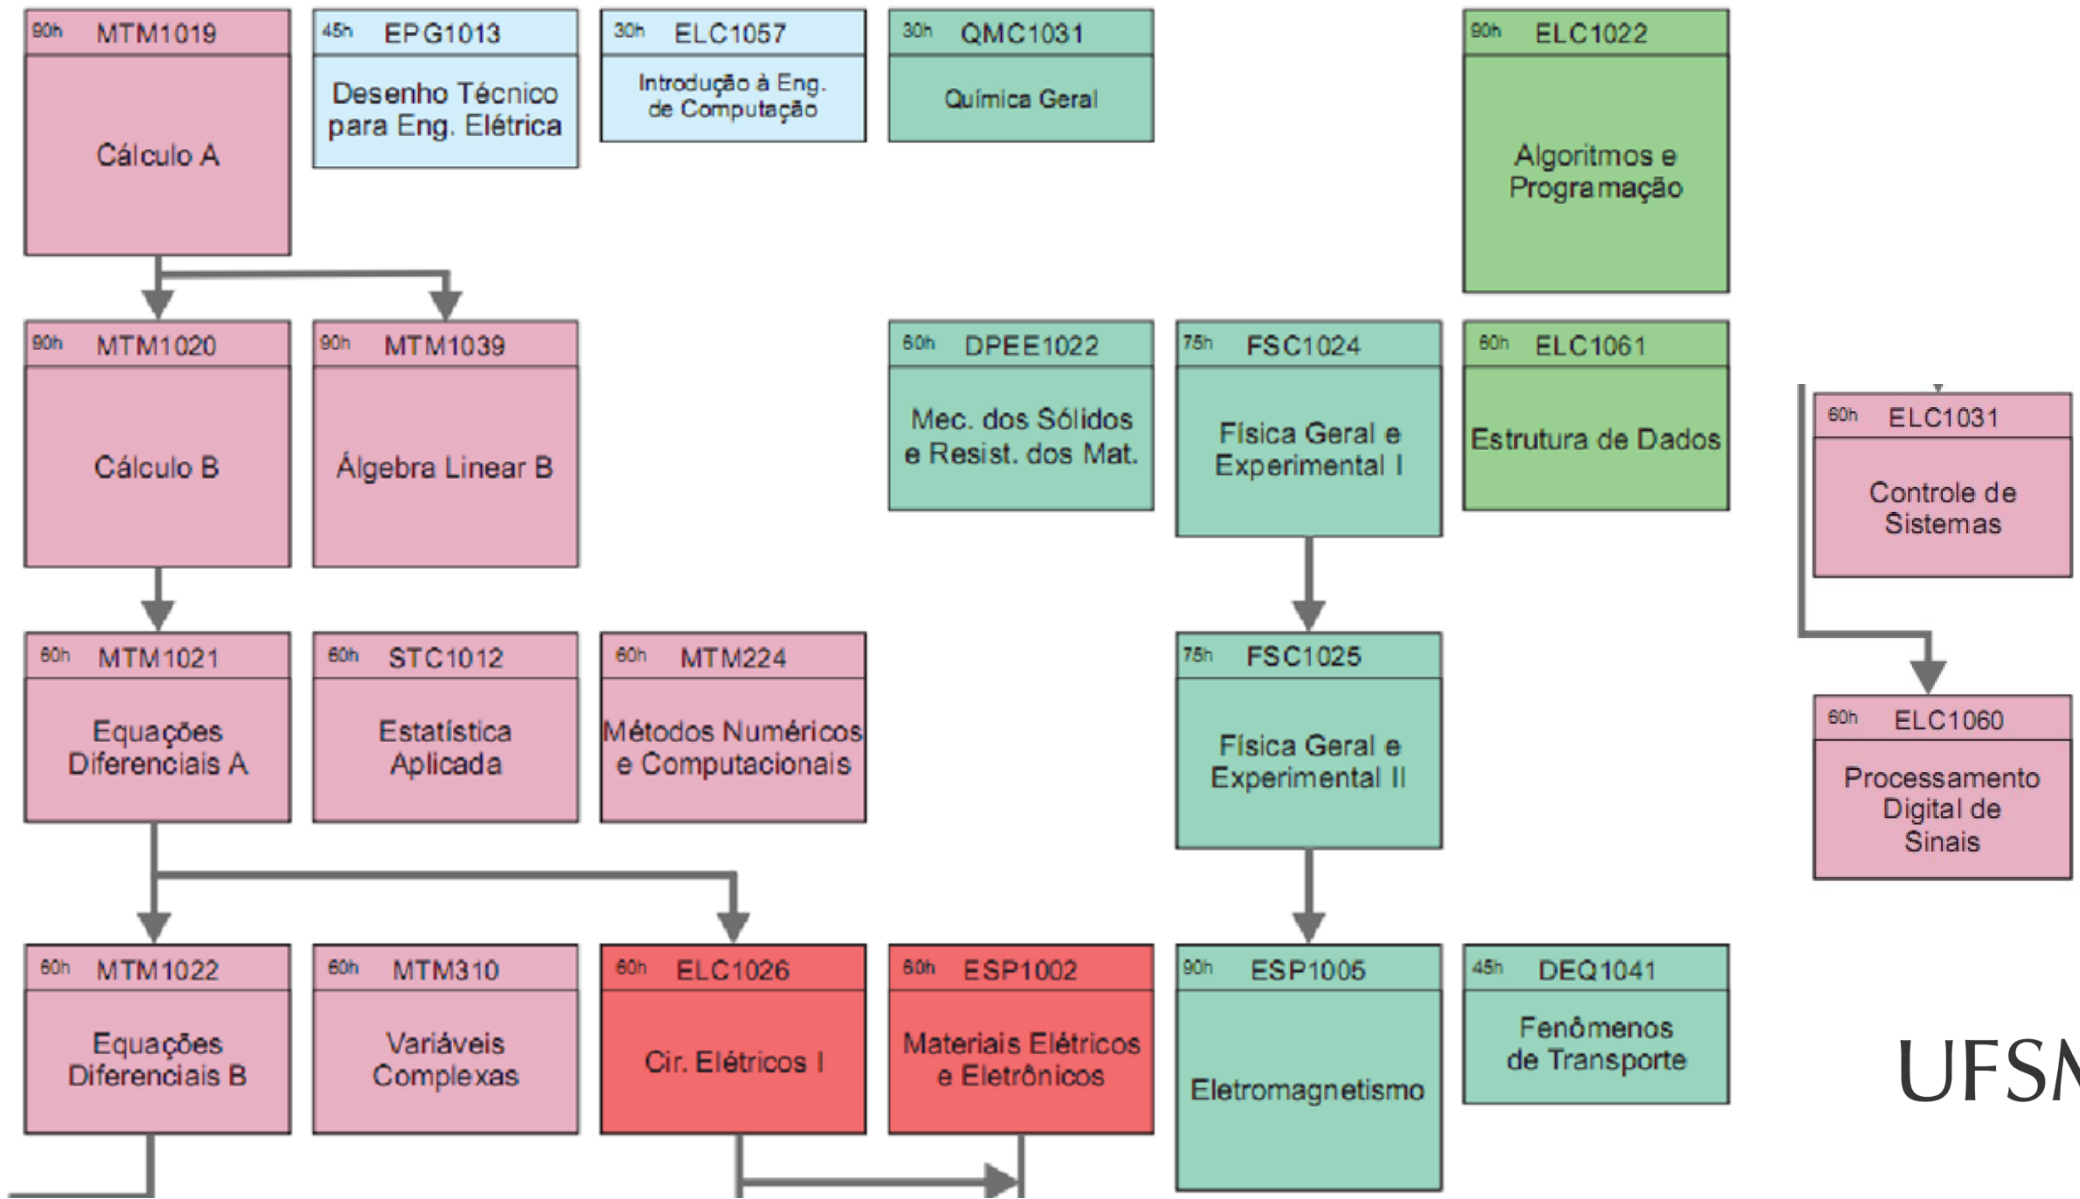 90h MTM1019
Cálculo A
45h EPG1013
Desenho Técnico
para Eng. Elétrica
30h ELC1057
Introdução à Eng.
de Computação
30h QMC1031
Química Geral
90h ELC1022
Algoritmos e
Programação
90h MTM1020
Cálculo B
90h MTM1039
Álgebra Linear B
60h DPEE1022
Mec. dos Sólidos
e Resist. dos Mat.
75h FSC1024
Física Geral e
Experimental I
60h ELC1061
Estrutura de Dados
60h ELC1031
Controle de
Sistemas
60h MTM1021
Equações
Diferenciais A
60h STC1012
Estatística
Aplicada
60h MTM224
Métodos Numéricos
e Computacionais
75h FSC1025
Física Geral e
Experimental II
60h ELC1060
Processamento
Digital de
Sinais
60h MTM1022
Equações
Diferenciais B
60h MTM310
Variáveis
Complexas
60h ELC1026
Cir. Elétricos I
60h ESP1002
Materiais Elétricos
e Eletrônicos
90h ESP1005
Eletromagnetismo
45h DEQ1041
Fenômenos
de Transporte
UFSM